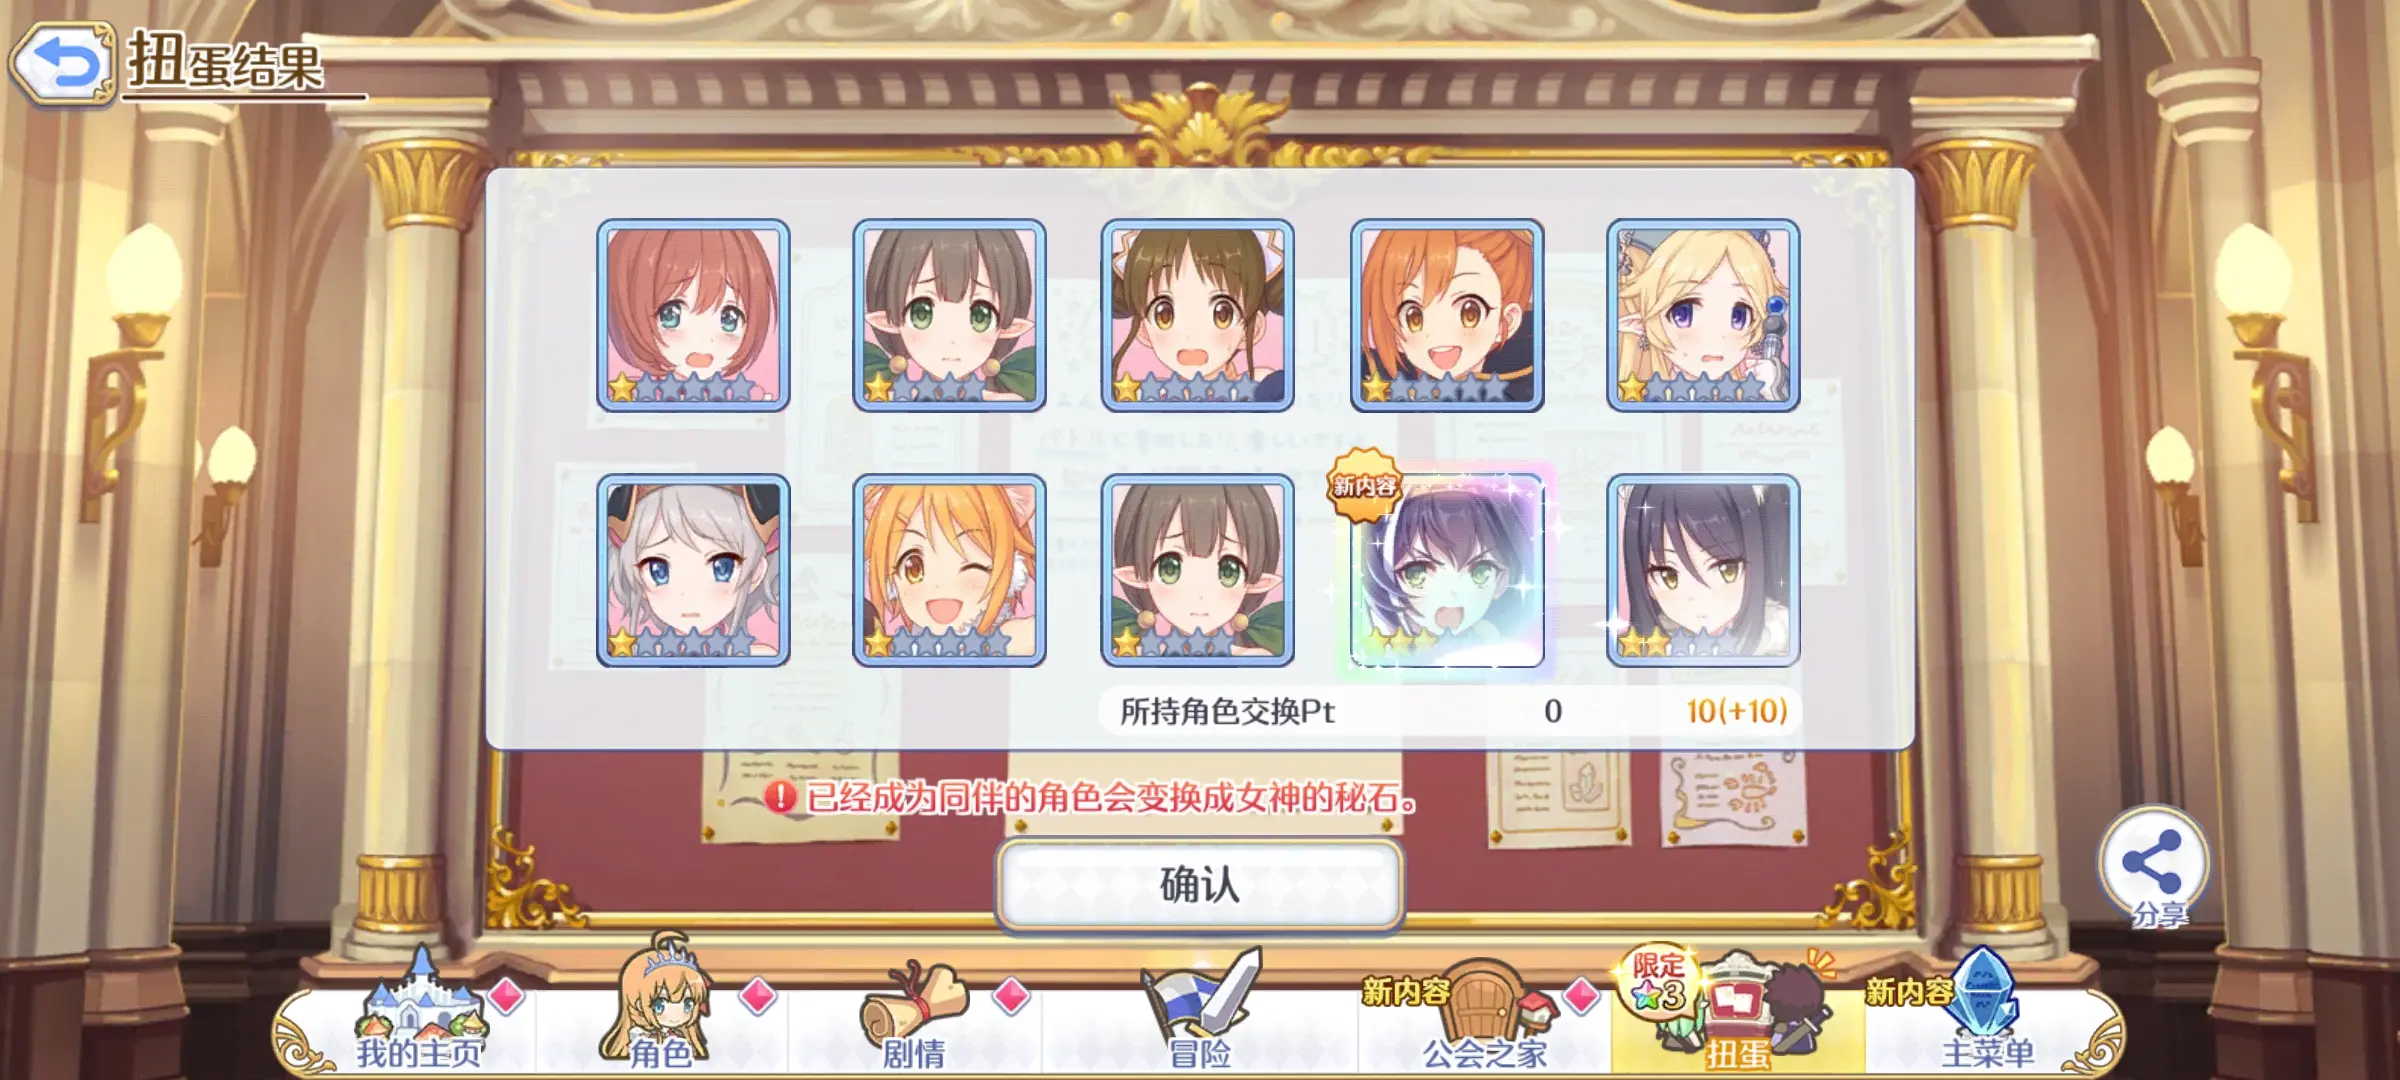 扭蛋结果
新内容
所持角色交换Pt 0 10(+10)
已经成为同伴的角色会变换成女神的秘石。
确认
分享
限定
★3
新内容
新内容
我的主页
角色
剧情
冒险
公会之家
扭蛋
主菜单